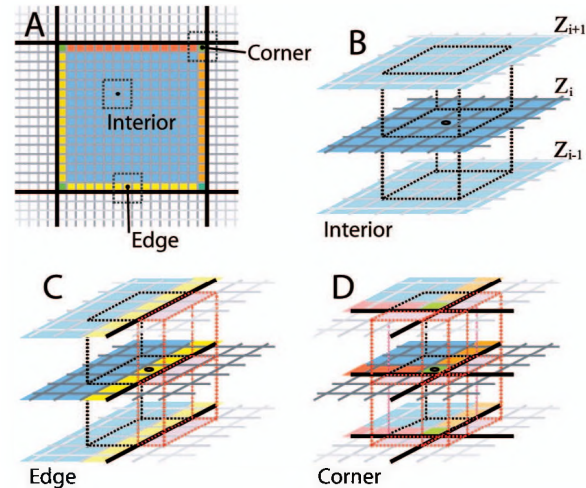 A
Corner
Interior
Edge
B
Zi+1
Zi
Zi-1
Interior
C
Edge
D
Corner